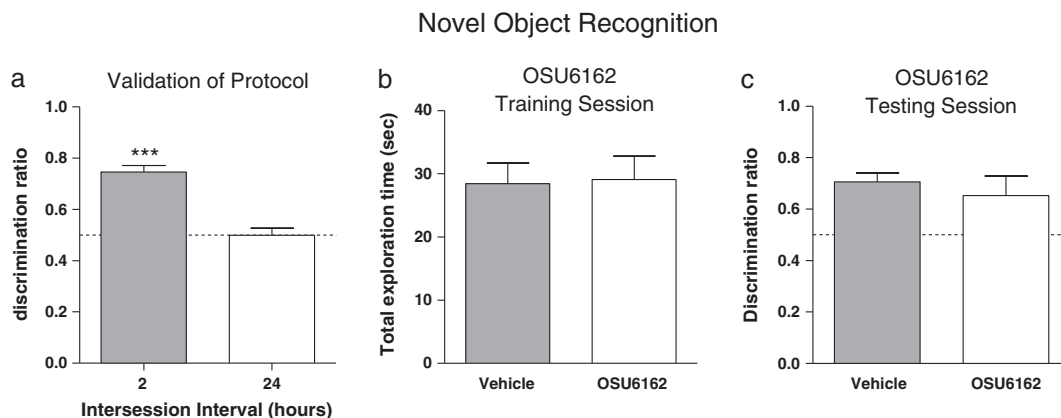 Novel Object Recognition
a
Validation of Protocol
discrimination ratio
1.0
0.8
0.6
0.4
0.2
0.0
***
2
24
Intersession Interval (hours)
b
OSU6162
Training Session
Total exploration time (sec)
40
30
20
10
0
Vehicle
OSU6162
c
OSU6162
Testing Session
Discrimination ratio
1.0
0.8
0.6
0.4
0.2
0.0
Vehicle
OSU6162